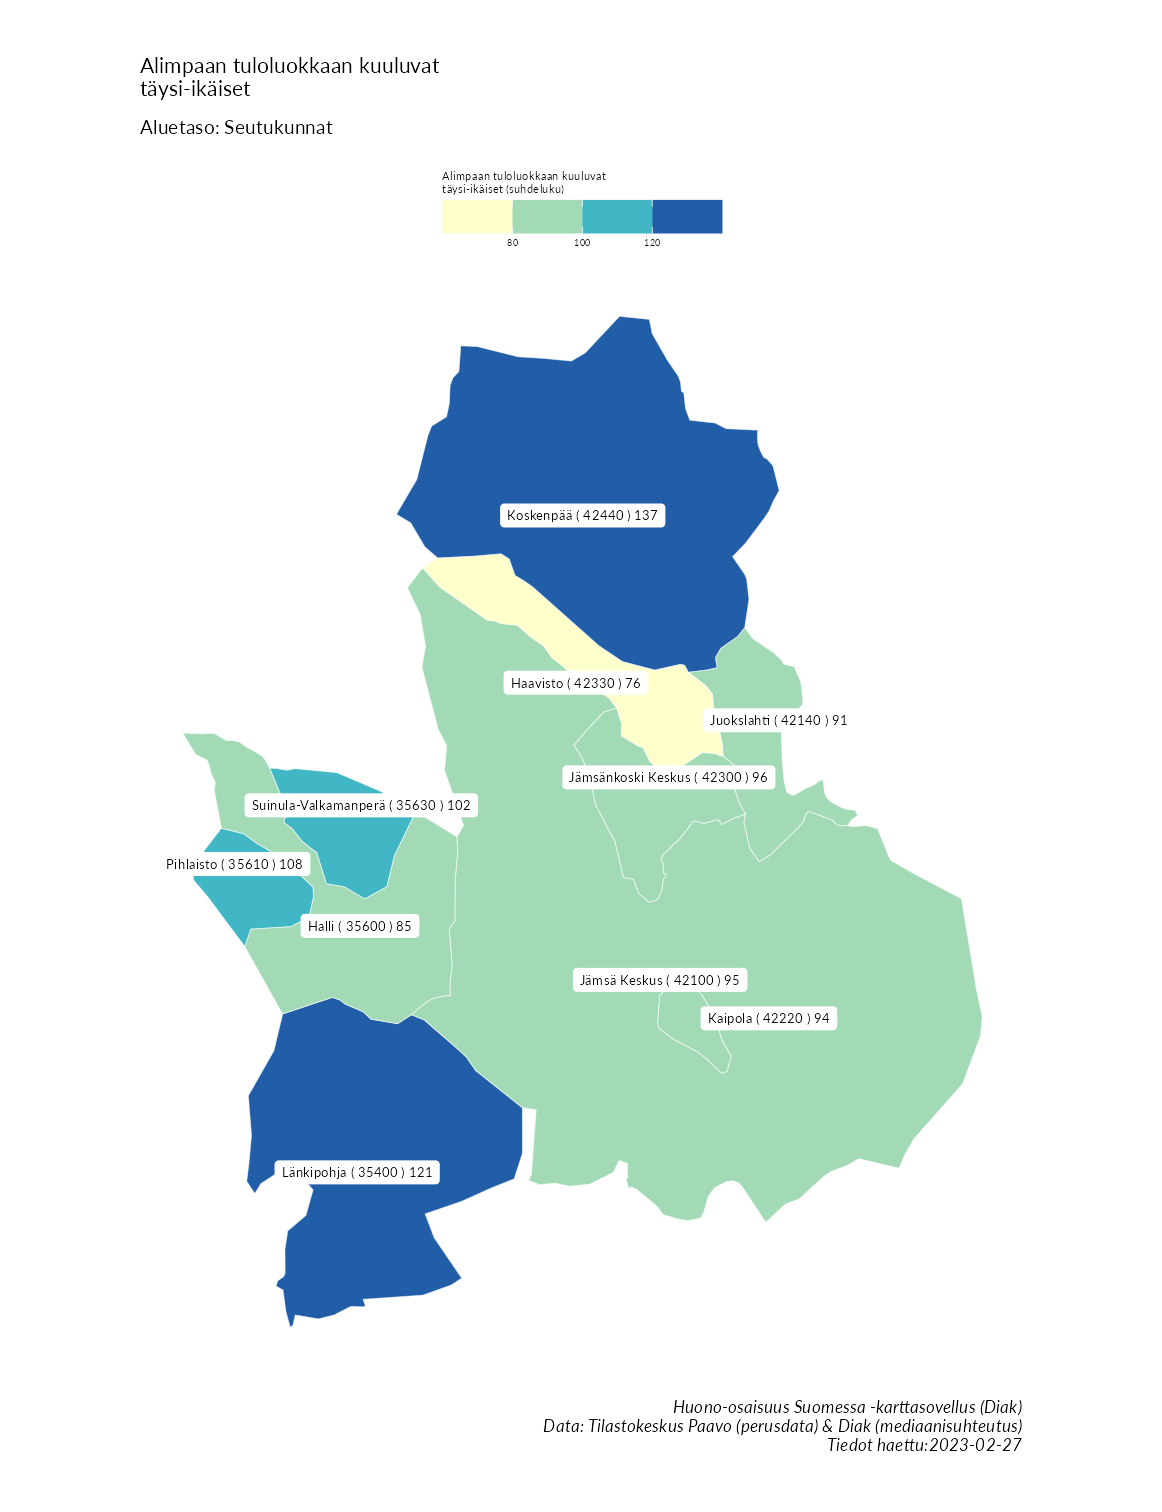 Alimpaan tuloluokkaan kuuluvat
täysi-ikäiset
Aluetaso: Seutukunnat
Alimpaan tuloluokkaan kuuluvat
täysi-ikäiset (suhdeluku)
80 100 120
Koskenpää ( 42440 ) 137
Haavisto ( 42330 ) 76
Juokslahti ( 42140 ) 91
Jämsänkoski Keskus ( 42300 ) 96
Suinula-Valkamanperä ( 35630 ) 102
Pihlaisto ( 35610 ) 108
Halli ( 35600 ) 85
Jämsä Keskus ( 42100 ) 95
Kaipola ( 42220 ) 94
Länkipohja ( 35400 ) 121
Huono-osaisuus Suomessa -karttasovellus (Diak)
Data: Tilastokeskus Paavo (perusdata) & Diak (mediaanisuhteutus)
Tiedot haettu:2023-02-27